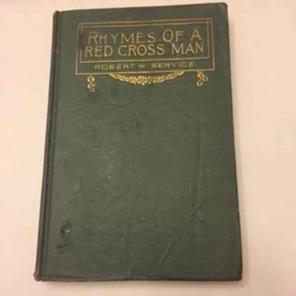 RHYMES OF A
RED CROSS MAN
ROBERT W. SERVICE